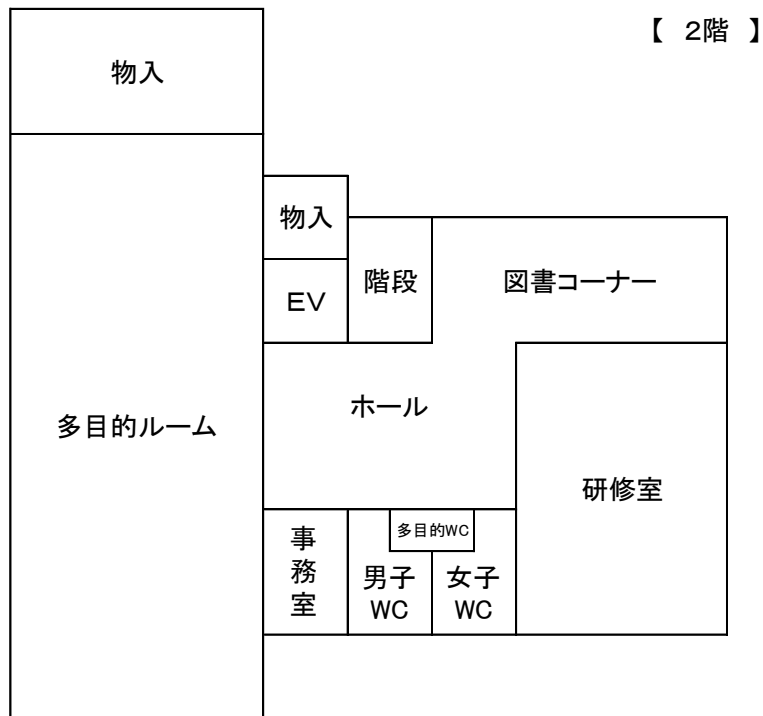 【 2階 】
物入
物入
EV
階段
図書コーナー
多目的ルーム
ホール
研修室
事務室
多目的WC
男子
WC
女子
WC